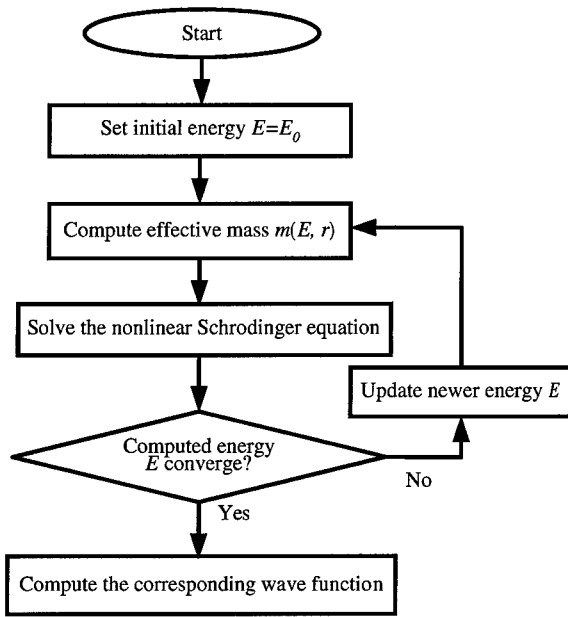 Start
Set initial energy E=E0
Compute effective mass m(E, r)
Solve the nonlinear Schrodinger equation
Update newer energy E
Computed energy
E converge?
No
Yes
Compute the corresponding wave function